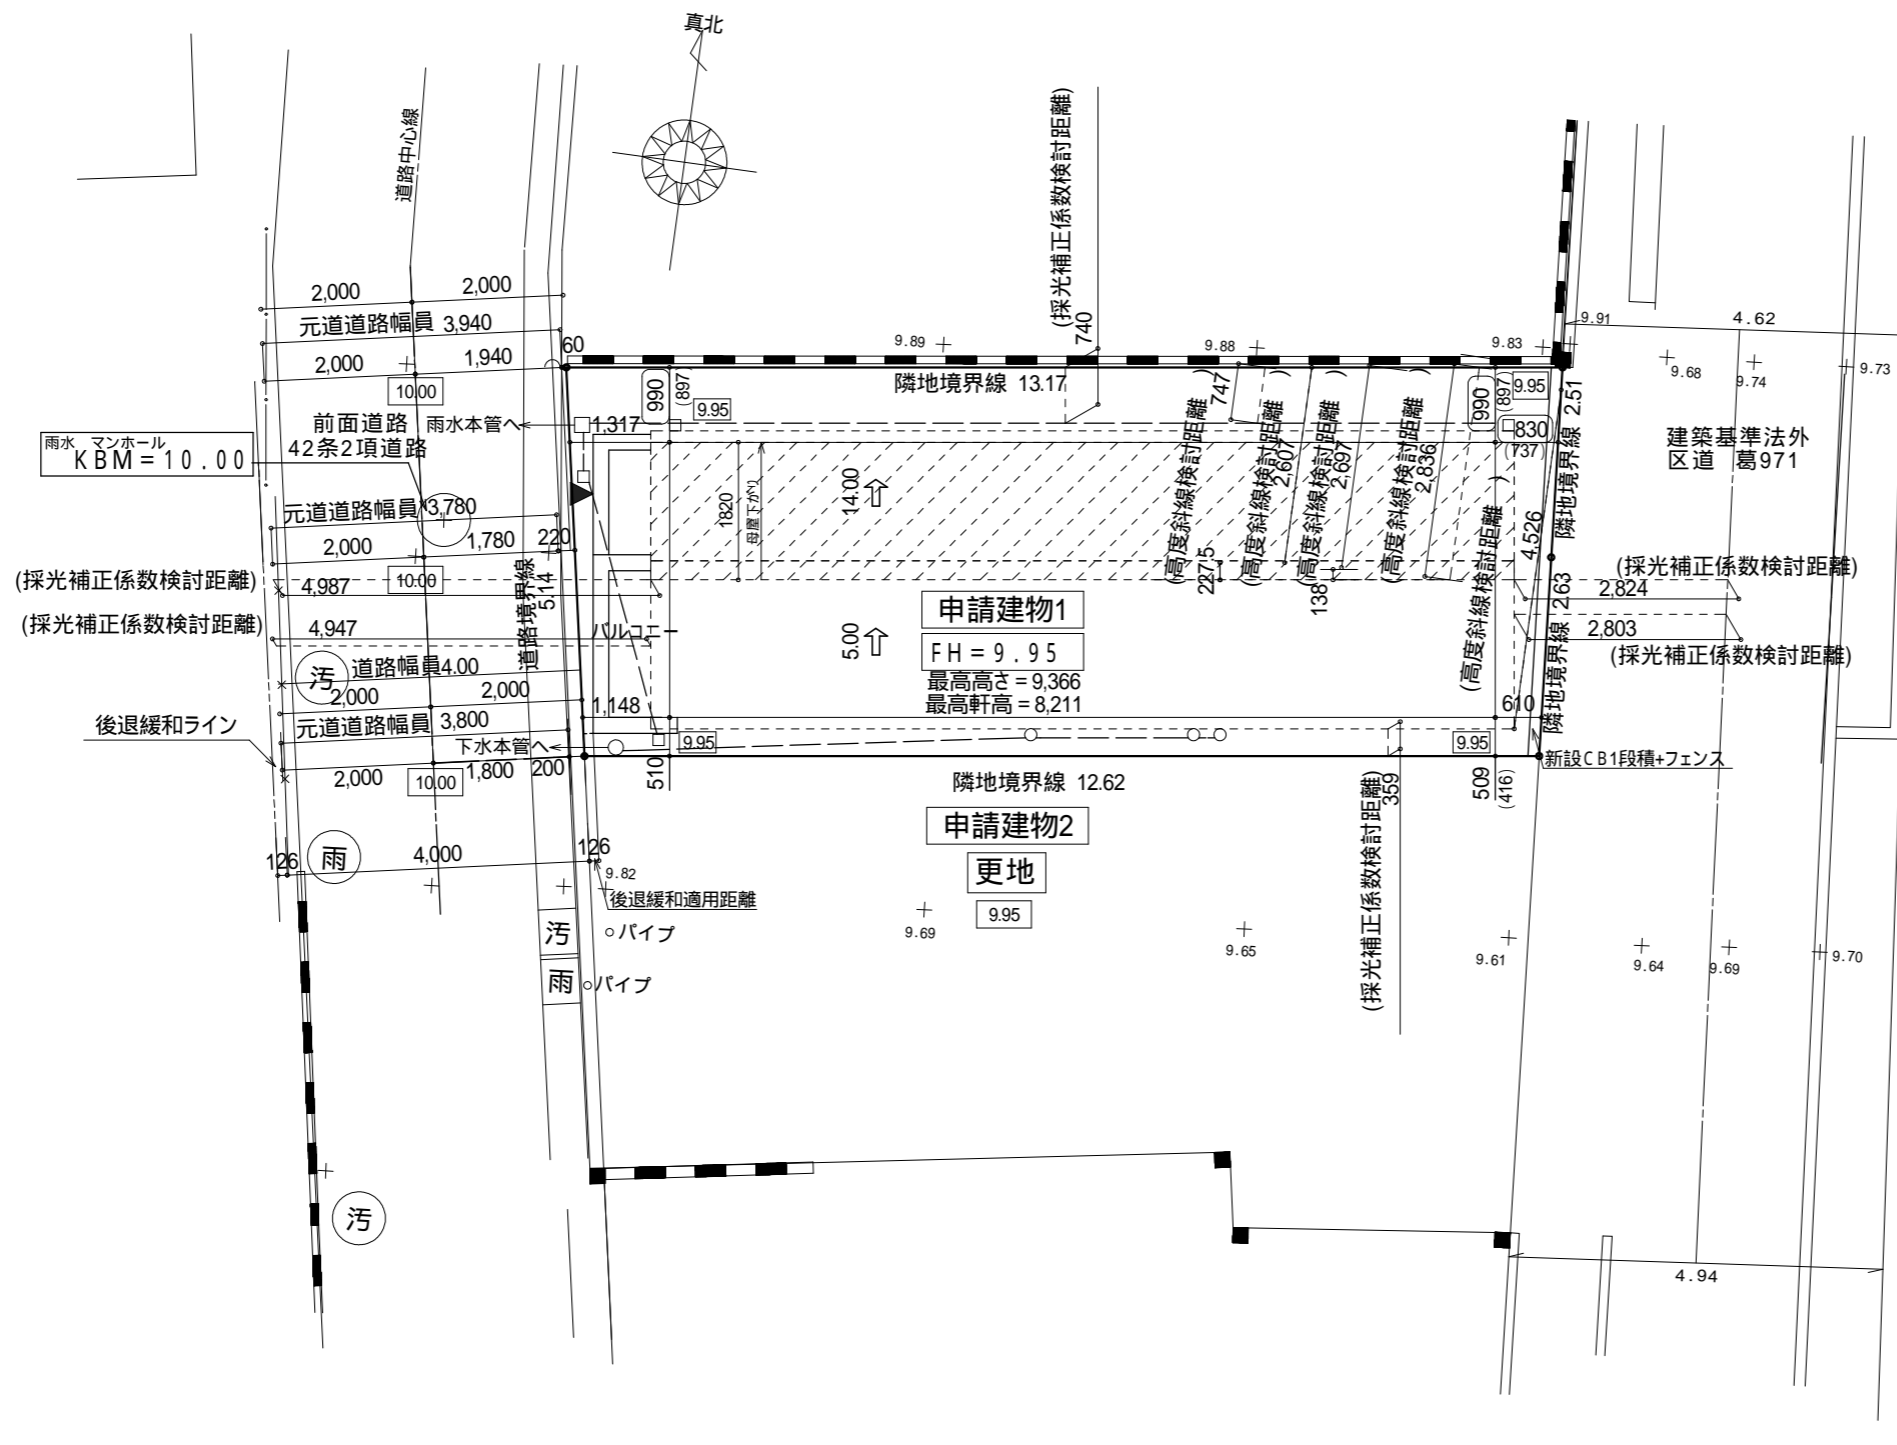 真北
道路中心線
(採光補正係数検討距離)
740
2,000
2,000
元道道路幅員 3,940
2,000
1,940
60
10.00
9.89
9.88
9.83
9.91
4.62
9.68
9.74
9.73
隣地境界線 13.17
990
(897)
9.95
747
990
(897)
9.95
830
(737)
隣地境界線 2.51
前面道路
42条2項道路
雨水本管へ
1,317
雨水 マンホール
KBM=10.00
建築基準法外
区道 葛971
元道道路幅員 3,780
2,000
1,780
220
10.00
道路境界線
5.14
1820
母屋下がり
14.00
(高度斜線検討距離)
2,607
(高度斜線検討距離)
2,697
(高度斜線検討距離)
2,836
(高度斜線検討距離)
(高度斜線検討距離)
4,526
227.5
138
(採光補正係数検討距離)
4,987
(採光補正係数検討距離)
4,947
(採光補正係数検討距離)
2,824
2,803
(採光補正係数検討距離)
隣地境界線 2.63
バルコニー
5.00
申請建物1
FH=9.95
最高高さ=9,366
最高軒高=8,211
汚
道路幅員4.00
2,000
2,000
後退緩和ライン
元道道路幅員 3,800
1,148
610
下水本管へ
9.95
9.95
2,000
10.00
1,800
200
510
隣地境界線 12.62
359
(採光補正係数検討距離)
509
(416)
新設CB1段積+フェンス
申請建物2
更地
9.95
126
雨
4,000
126
9.82
後退緩和適用距離
汚
パイプ
雨
パイプ
9.69
9.65
9.61
9.64
9.69
9.70
汚
4.94